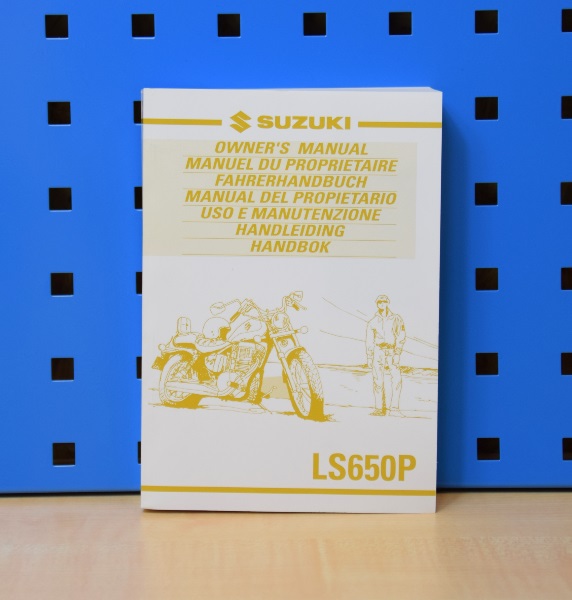 SUZUKI
OWNER'S MANUAL
MANUEL DU PROPRIETAIRE
FAHRERHANDBUCH
MANUAL DEL PROPIETARIO
USO E MANUTENZIONE
HANDLEIDING
HANDBOK
LS650P